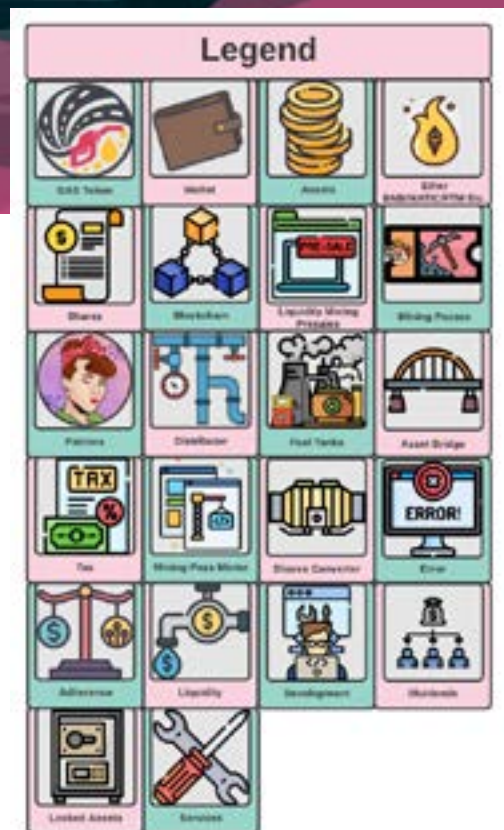 Legend
GAS Token
Wallet
Assets
Ether
Shares
Blockchain
PRE-SALE
Liquidity Mining
Presales
Mining Passes
Patrons
Distributor
Fuel Tanks
Asset Bridge
TAX
Tax
Mining Pass Minter
Shares Converter
ERROR!
Error
Adherence
Liquidity
Development
Dividends
Locked Assets
Services